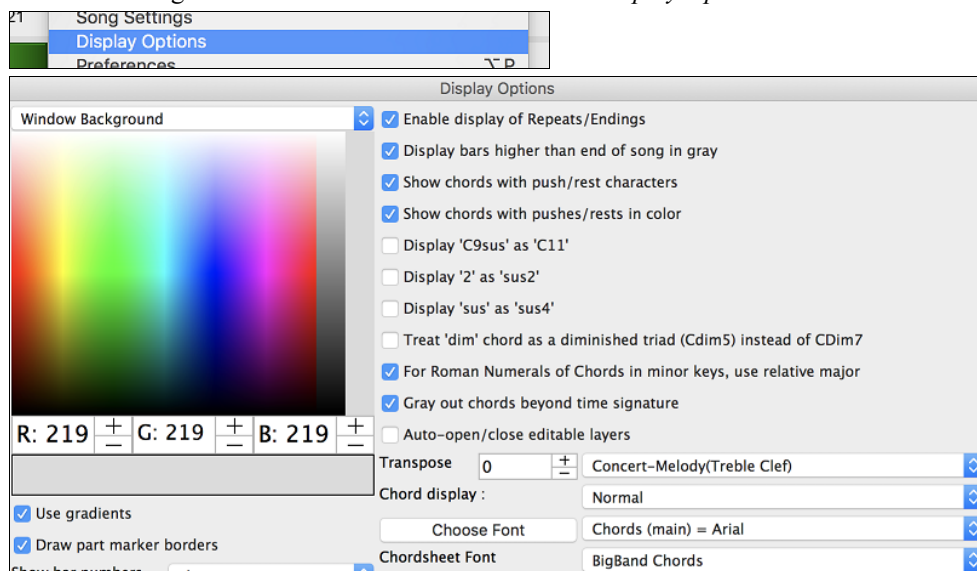 21 Song Settings
Display Options
Preferences ⌥ P
Display Options
Window Background
Enable display of Repeats/Endings
Display bars higher than end of song in gray
Show chords with push/rest characters
Show chords with pushes/rests in color
Display 'C9sus' as 'C11'
Display '2' as 'sus2'
Display 'sus' as 'sus4'
Treat 'dim' chord as a diminished triad (Cdim5) instead of CDim7
For Roman Numerals of Chords in minor keys, use relative major
Gray out chords beyond time signature
R: 219 + − G: 219 + − B: 219 + −
Auto-open/close editable layers
Transpose 0 + − Concert-Melody(Treble Clef)
Chord display : Normal
Use gradients
Choose Font Chords (main) = Arial
Draw part marker borders
Chordsheet Font BigBand Chords
Show bar numbers